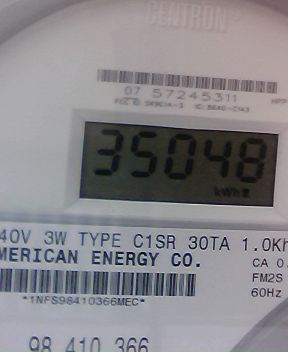 CENTRON®
07 57245311
35048
kWh
40V 3W TYPE C1SR 30TA 1.0Kh
MERICAN ENERGY CO.
CA 0.
FM2S
60Hz
*1NFS98410366MEC*
98 410 366